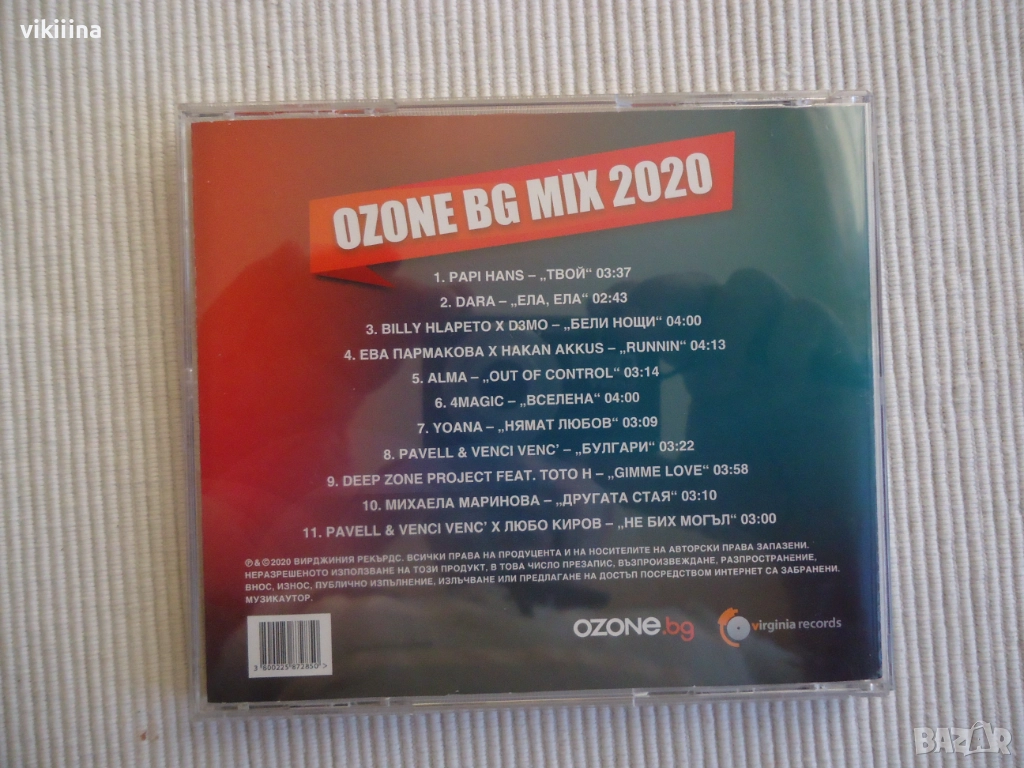 vikiiina
OZONE BG MIX 2020
1. PAPI HANS – „ТВОЙ“ 03:37
2. DARA – „ЕЛА, ЕЛА“ 02:43
3. BILLY HLAPETO X D3MO – „БЕЛИ НОЩИ“ 04:00
4. ЕВА ПАРМАКОВА X HAKAN AKKUS – „RUNNIN“ 04:13
5. ALMA – „OUT OF CONTROL“ 03:14
6. 4MAGIC – „ВСЕЛЕНА“ 04:00
7. YOANA – „НЯМАТ ЛЮБОВ“ 03:09
8. PAVELL & VENCI VENC’ – „БУЛГАРИ“ 03:22
9. DEEP ZONE PROJECT FEAT. TOTO H – „GIMME LOVE“ 03:58
10. МИХАЕЛА МАРИНОВА – „ДРУГАТА СТАЯ“ 03:10
11. PAVELL & VENCI VENC’ X ЛЮБО КИРОВ – „НЕ БИХ МОГЪЛ“ 03:00
℗ & © 2020 ВИРДЖИНИЯ РЕКЪРДС. ВСИЧКИ ПРАВА НА ПРОДУЦЕНТА И НА НОСИТЕЛИТЕ НА АВТОРСКИ ПРАВА ЗАПАЗЕНИ.
НЕРАЗРЕШЕНОТО ИЗПОЛЗВАНЕ НА ТОЗИ ПРОДУКТ, В ТОВА ЧИСЛО ПРЕЗАПИС, ВЪЗПРОИЗВЕЖДАНЕ, РАЗПРОСТРАНЕНИЕ,
ВНОС, ИЗНОС, ПУБЛИЧНО ИЗПЪЛНЕНИЕ, ИЗЛЪЧВАНЕ ИЛИ ПРЕДЛАГАНЕ НА ДОСТЪП ПОСРЕДСТВОМ ИНТЕРНЕТ СА ЗАБРАНЕНИ.
МУЗИКАУТОР.
OZONE.bg
virginia records
3 800225 872850 >
BAZAR